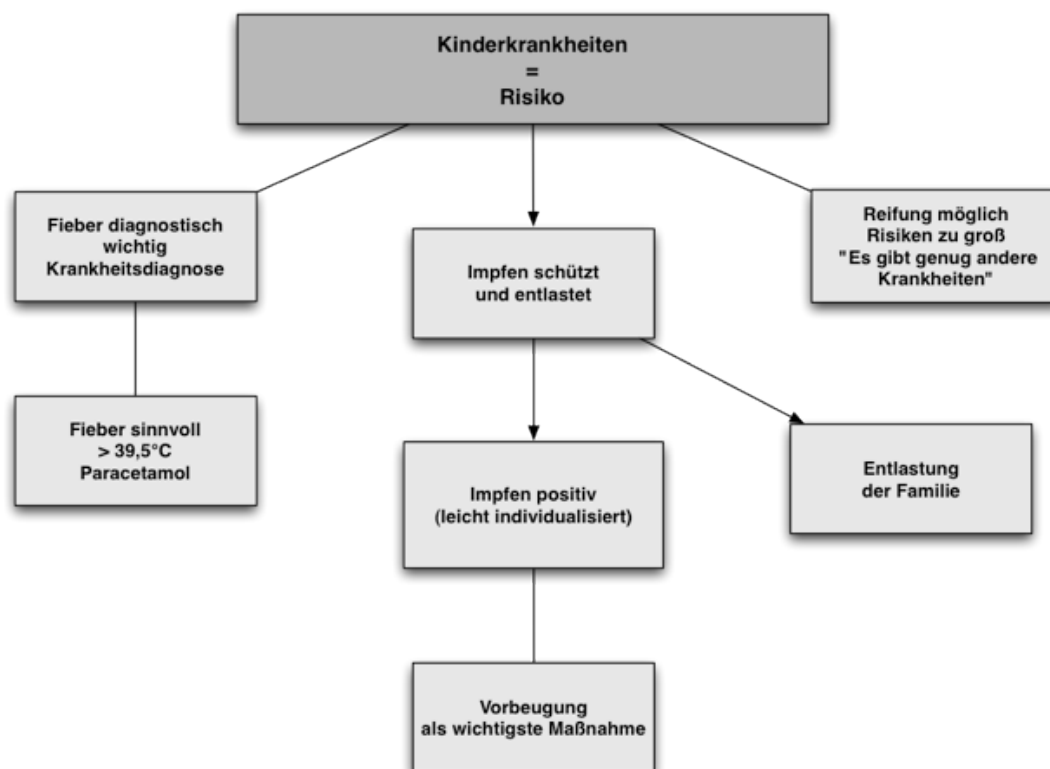 Kinderkrankheiten
=
Risiko
Fieber diagnostisch
wichtig
Krankheitsdiagnose
Impfen schützt
und entlastet
Reifung möglich
Risiken zu groß
"Es gibt genug andere
Krankheiten"
Fieber sinnvoll
> 39,5°C
Paracetamol
Impfen positiv
(leicht individualisiert)
Entlastung
der Familie
Vorbeugung
als wichtigste Maßnahme